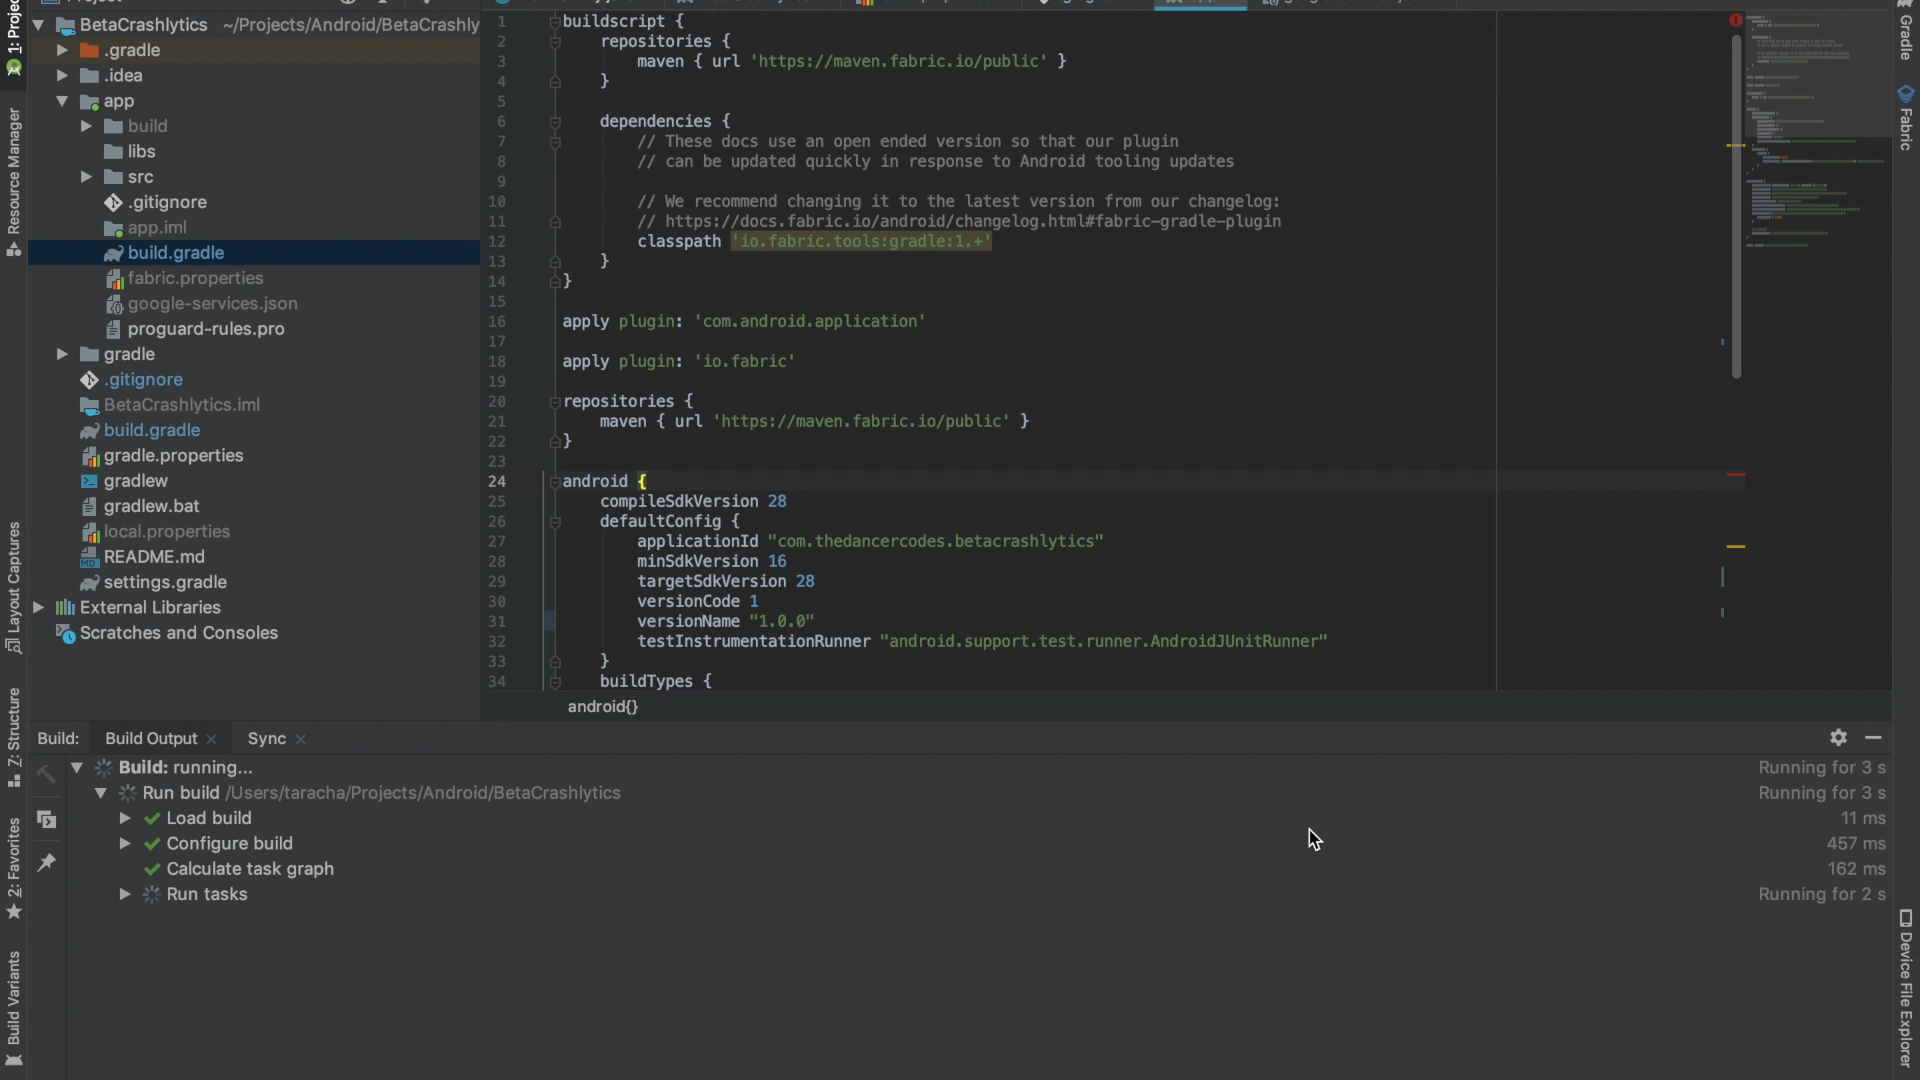 BetaCrashlytics ~/Projects/Android/BetaCrashly
.gradle
.idea
app
build
libs
src
.gitignore
app.iml
build.gradle
fabric.properties
google-services.json
proguard-rules.pro
gradle
.gitignore
BetaCrashlytics.iml
build.gradle
gradle.properties
gradlew
gradlew.bat
local.properties
README.md
settings.gradle
External Libraries
Scratches and Consoles
Resource Manager
Layout Captures
Z: Structure
2: Favorites
Build Variants
1 buildscript {
2 repositories {
3 maven { url 'https://maven.fabric.io/public' }
4 }
5
6 dependencies {
7 // These docs use an open ended version so that our plugin
8 // can be updated quickly in response to Android tooling updates
9
10 // We recommend changing it to the latest version from our changelog:
11 // https://docs.fabric.io/android/changelog.html#fabric-gradle-plugin
12 classpath 'io.fabric.tools:gradle:1.+'
13 }
14 }
15
16 apply plugin: 'com.android.application'
17
18 apply plugin: 'io.fabric'
19
20 repositories {
21 maven { url 'https://maven.fabric.io/public' }
22 }
23
24 android {
25 compileSdkVersion 28
26 defaultConfig {
27 applicationId "com.thedancercodes.betacrashlytics"
28 minSdkVersion 16
29 targetSdkVersion 28
30 versionCode 1
31 versionName "1.0.0"
32 testInstrumentationRunner "android.support.test.runner.AndroidJUnitRunner"
33 }
34 buildTypes {
android{}
Gradle
Fabric
Device File Explorer
Build: Build Output Sync
Build: running... Running for 3 s
Run build /Users/taracha/Projects/Android/BetaCrashlytics Running for 3 s
Load build 11 ms
Configure build 457 ms
Calculate task graph 162 ms
Run tasks Running for 2 s